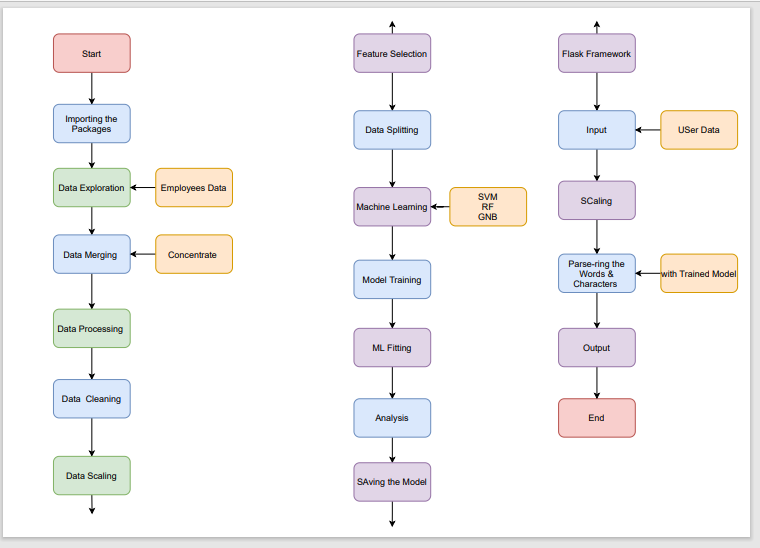 Start
Importing the
Packages
Data Exploration
Employees Data
Data Merging
Concentrate
Data Processing
Data Cleaning
Data Scaling
Feature Selection
Data Splitting
Machine Learning
SVM
RF
GNB
Model Training
ML Fitting
Analysis
SAving the Model
Flask Framework
Input
USer Data
SCaling
Parse-ring the
Words &
Characters
with Trained Model
Output
End